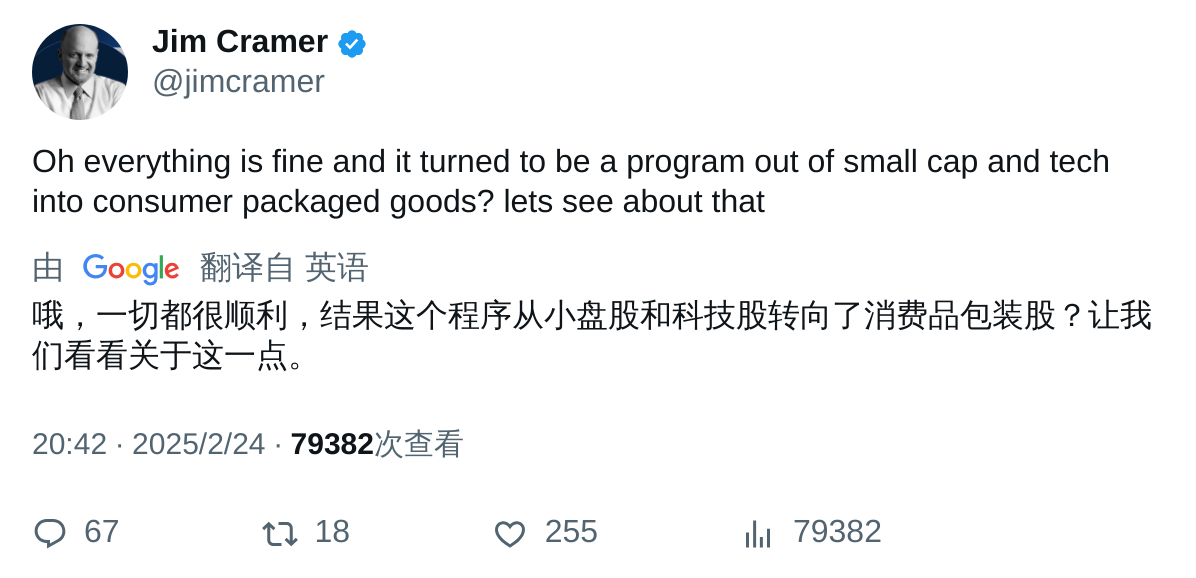 Jim Cramer
@jimcramer
Oh everything is fine and it turned to be a program out of small cap and tech
into consumer packaged goods? lets see about that
由 Google 翻译自 英语
哦，一切都很顺利，结果这个程序从小盘股和科技股转向了消费品包装股？让我
们看看关于这一点。
20:42 · 2025/2/24 · 79382次查看
67 18 255 79382